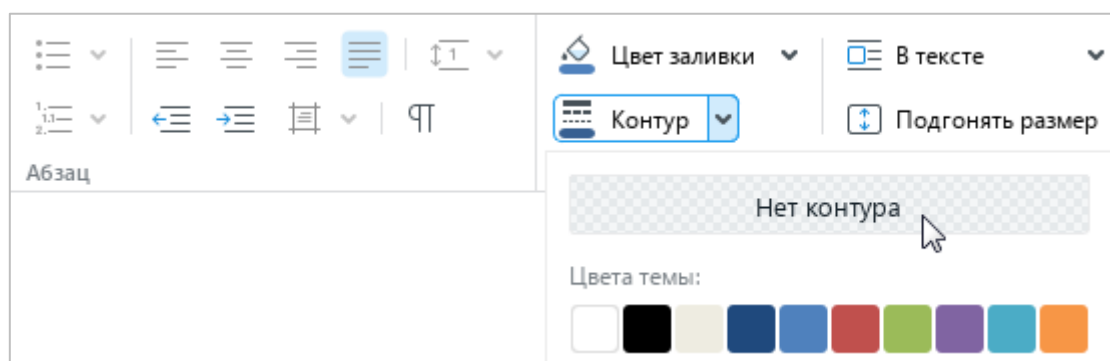 Цвет заливки
В тексте
Контур
Подгонять размер
Абзац
Нет контура
Цвета темы: